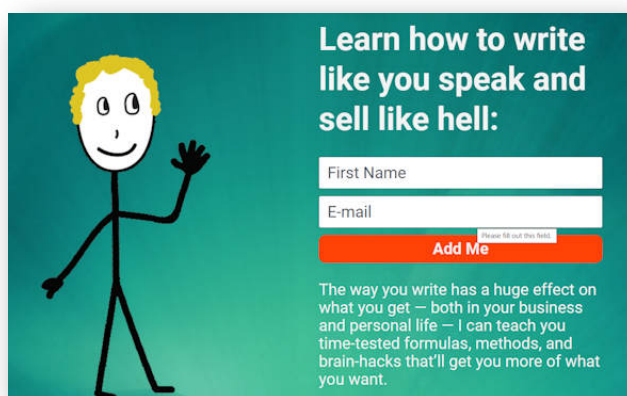 Learn how to write
like you speak and
sell like hell:
First Name
E-mail
Please fill out this field.
Add Me
The way you write has a huge effect on
what you get — both in your business
and personal life — I can teach you
time-tested formulas, methods, and
brain-hacks that'll get you more of what
you want.